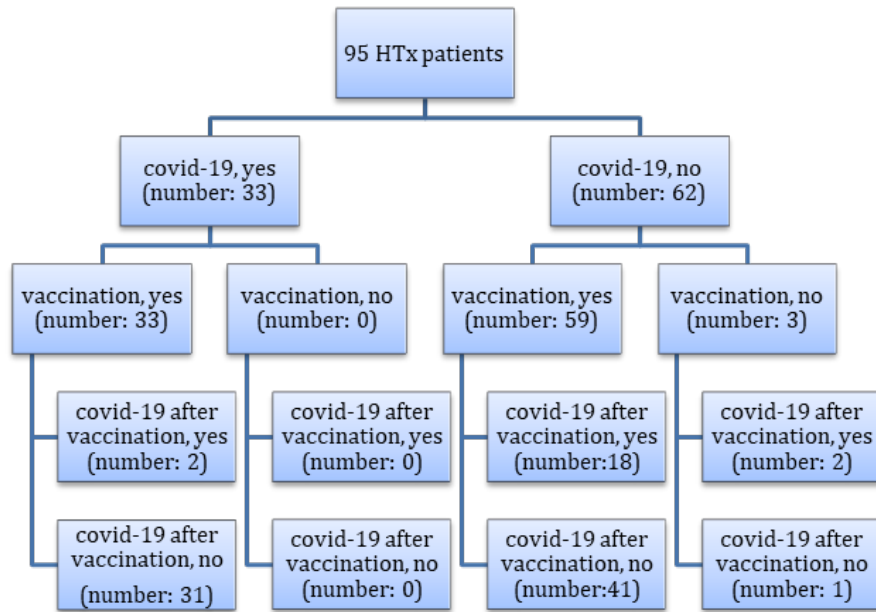 95 HTx patients
covid-19, yes
(number: 33)
covid-19, no
(number: 62)
vaccination, yes
(number: 33)
vaccination, no
(number: 0)
vaccination, yes
(number: 59)
vaccination, no
(number: 3)
covid-19 after
vaccination, yes
(number: 2)
covid-19 after
vaccination, yes
(number: 0)
covid-19 after
vaccination, yes
(number:18)
covid-19 after
vaccination, yes
(number: 2)
covid-19 after
vaccination, no
(number: 31)
covid-19 after
vaccination, no
(number: 0)
covid-19 after
vaccination, no
(number:41)
covid-19 after
vaccination, no
(number: 1)